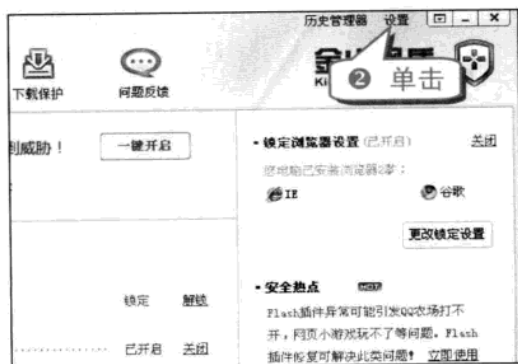 历史管理器 设置
下载保护
问题反馈
❷ 单击
到威胁！
一键开启
• 锁定浏览器设置(已开启) 关闭
您电脑已安装浏览器2款：
IE
谷歌
更改锁定设置
• 安全热点 HOT
Flash插件异常可能引发QQ农场打不
开，网页小游戏玩不了等问题。Flash
插件修复可解决此类问题！ 立即使用
锁定 解锁
已开启 关闭